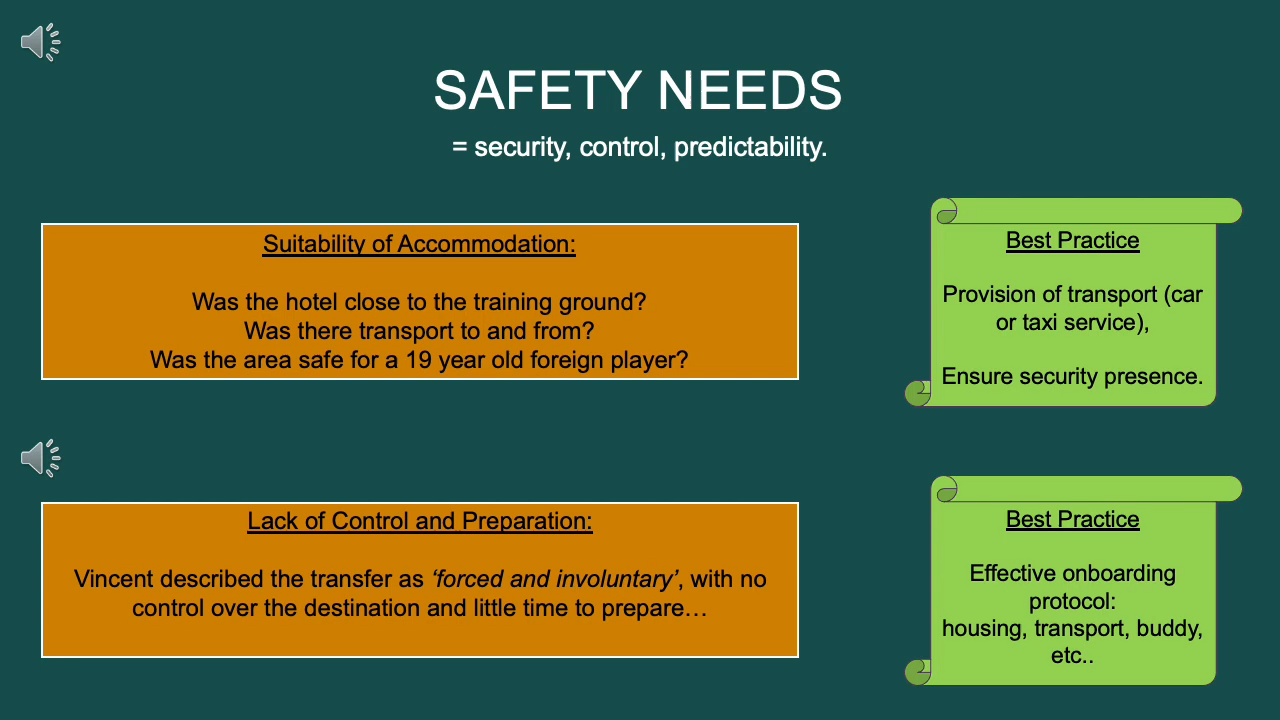 SAFETY NEEDS
= security, control, predictability.
Suitability of Accommodation:
Was the hotel close to the training ground?
Was there transport to and from?
Was the area safe for a 19 year old foreign player?
Best Practice
Provision of transport (car
or taxi service),
Ensure security presence.
Lack of Control and Preparation:
Vincent described the transfer as ‘forced and involuntary’, with no
control over the destination and little time to prepare…
Best Practice
Effective onboarding
protocol:
housing, transport, buddy,
etc..